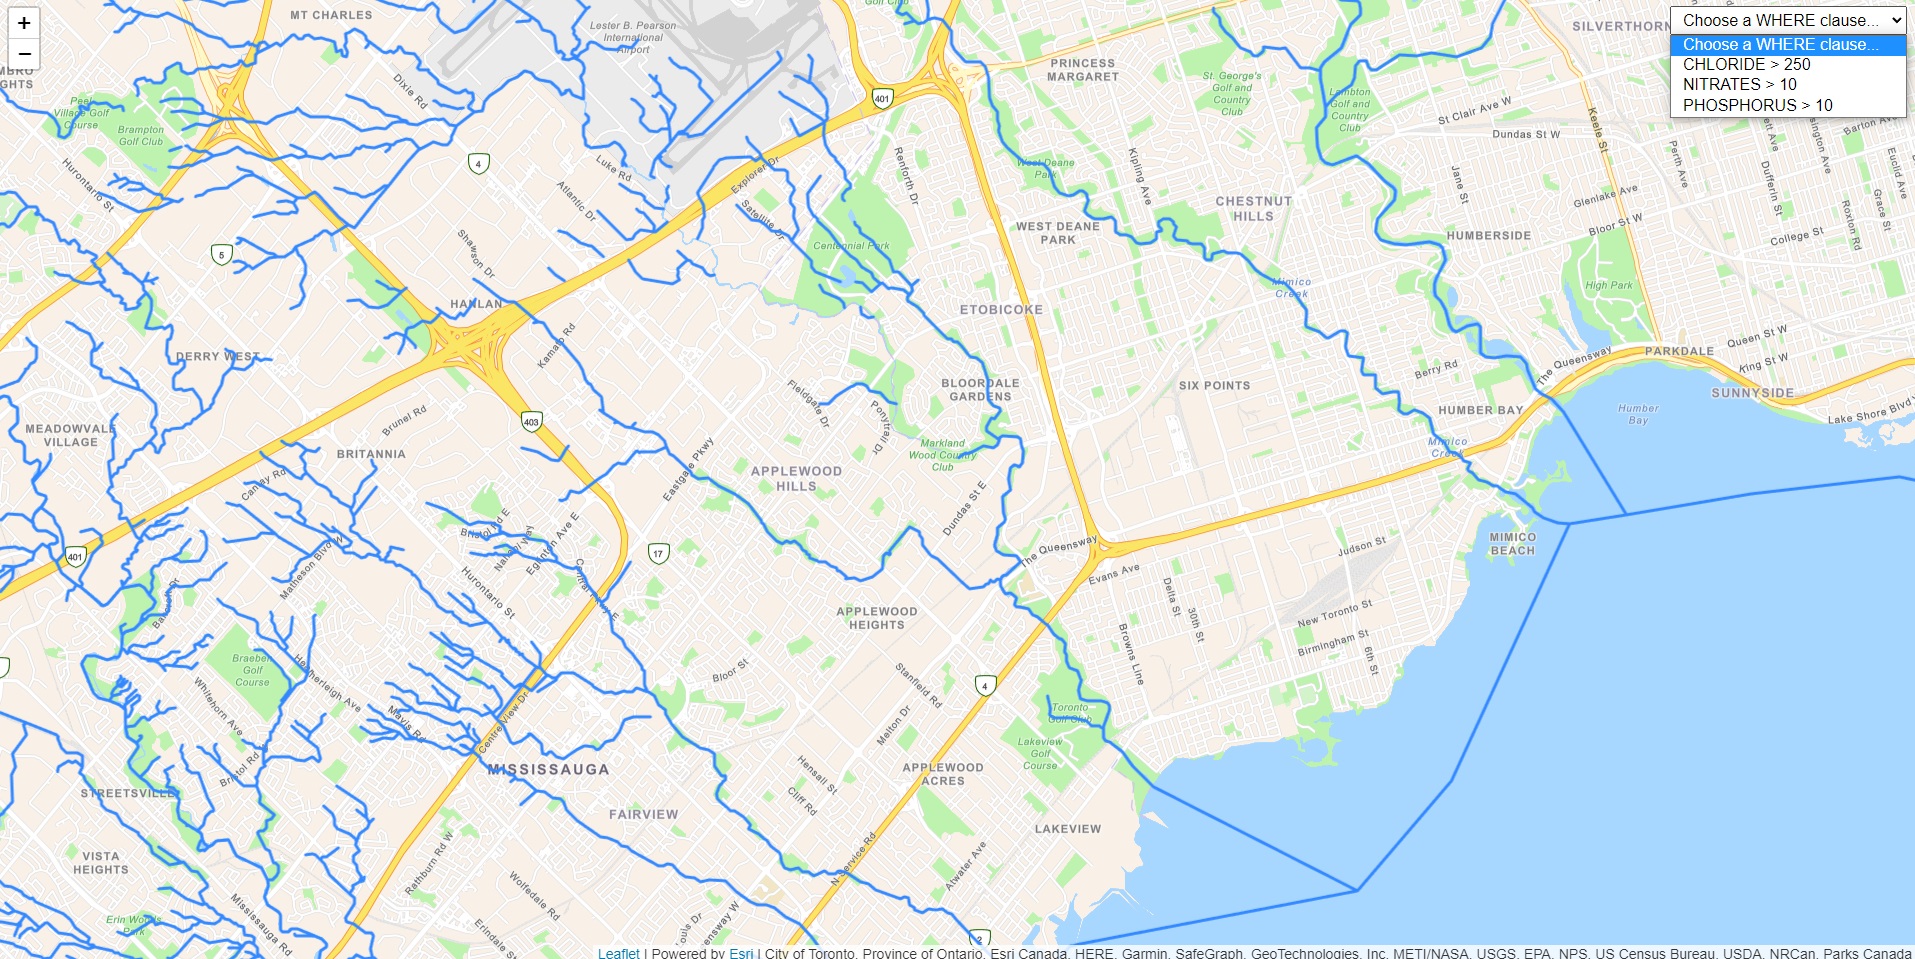 +
−
Choose a WHERE clause...
Choose a WHERE clause...
CHLORIDE > 250
NITRATES > 10
PHOSPHORUS > 10
MT CHARLES
Lester B. Pearson
International
Airport
Golf Club
SILVERTHORN
PRINCESS
MARGARET
St. George's
Golf and
Country
Club
Lambton
Golf and
Country
Club
St Clair Ave W
Dundas St W
Keele St
Barton Ave
Perth Ave
Dufferin St
Euclid Ave
Grace St
Roxton Rd
Jane St
Glenlake Ave
Bloor St W
College St
HUMBERSIDE
High Park
Dixie Rd
Peel
Village Golf
Course
Brampton
Golf Club
Hurontario St
4
Luke Rd
Atlantic Dr
Shawson Dr
5
401
Explorer Dr
Satellite Dr
Renforth Dr
West Deane
Park
Kipling Ave
CHESTNUT
HILLS
WEST DEANE
PARK
Centennial Park
Mimico
Creek
ETOBICOKE
HANLAN
Kamato Rd
DERRY WEST
MEADOWVALE
VILLAGE
Brunel Rd
403
BRITANNIA
Canlay Rd
Fieldgate Dr
Ponytrail Dr
BLOORDALE
GARDENS
Markland
Wood Country
Club
SIX POINTS
Berry Rd
The Queensway
PARKDALE
Queen St W
King St W
SUNNYSIDE
Lake Shore Blvd
HUMBER BAY
Humber
Bay
Mimico
Creek
MIMICO
BEACH
APPLEWOOD
HILLS
Eastgate Pkwy
Dundas St E
The Queensway
Evans Ave
Judson St
New Toronto St
Birmingham St
Delta St
30th St
6th St
Browns Line
401
17
Bristol Rd E
Nahani Way
Eglinton Ave E
Central Pkwy E
Hurontario St
Matheson Blvd W
Bancroft Dr
APPLEWOOD
HEIGHTS
Bloor St
Stanfield Rd
4
Toronto
Golf Club
Lakeview
Golf
Course
Melton Dr
Braeben
Golf
Course
Heatherleigh Ave
Whitehorn Ave
Mavis Rd
Centre View Dr
Bristol Rd
MISSISSAUGA
STREETSVILLE
Hensall St
Cliff Rd
APPLEWOOD
ACRES
FAIRVIEW
LAKEVIEW
N Service Rd
Atwater Ave
Rathburn Rd W
VISTA
HEIGHTS
Wolfedale Rd
Erindale St
Mississauga Rd
Erin Woods
Park
2
Leaflet | Powered by Esri | City of Toronto, Province of Ontario, Esri Canada, HERE, Garmin, SafeGraph, GeoTechnologies, Inc, METI/NASA, USGS, EPA, NPS, US Census Bureau, USDA, NRCan, Parks Canada